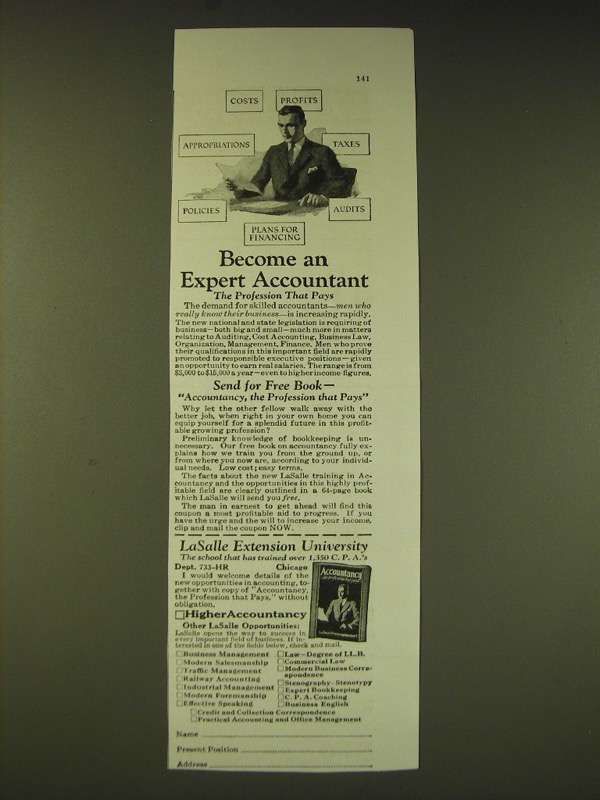 141
COSTS
PROFITS
APPROPRIATIONS
TAXES
POLICIES
AUDITS
PLANS FOR
FINANCING
Become an
Expert Accountant
The Profession That Pays
The demand for skilled accountants—men who
really know their business—is increasing rapidly.
The new national and state legislation is requiring of
business—both big and small—much more in matters
relating to Auditing, Cost Accounting, Business Law,
Organization, Management, Finance. Men who prove
their qualifications in this important field are rapidly
promoted to responsible executive positions—given
an opportunity to earn real salaries. The range is from
$5,000 to $15,000 a year—even to higher income figures.
Send for Free Book—
"Accountancy, the Profession that Pays"
Why let the other fellow walk away with the
better job, when right in your own home you can
equip yourself for a splendid future in this profit-
able growing profession?
Preliminary knowledge of bookkeeping is un-
necessary. Our free book on accountancy fully ex-
plains how we train you from the ground up, or
from where you now are, according to your individ-
ual needs. Low cost; easy terms.
The facts about the new LaSalle training in Ac-
countancy and the opportunities in this highly prof-
itable field are clearly outlined in a 64-page book
which LaSalle will send you free.
The man in earnest to get ahead will find this
coupon a most profitable aid to progress. If you
have the urge and the will to increase your income,
clip and mail the coupon NOW.
LaSalle Extension University
The school that has trained over 1,350 C. P. A.'s
Dept. 733-HR Chicago
I would welcome details of the
new opportunities in accounting, to-
gether with copy of "Accountancy,
the Profession that Pays," without
obligation.
Accountancy
the profession that pays
Higher Accountancy
Other LaSalle Opportunities:
LaSalle opens the way to success in
every important field of business. If in-
terested in one of the fields below, check and mail.
Business Management
Modern Salesmanship
Traffic Management
Railway Accounting
Industrial Management
Modern Foremanship
Effective Speaking
Law—Degree of LL.B.
Commercial Law
Modern Business Corre-
spondence
Stenography-Stenotypy
Expert Bookkeeping
C. P. A. Coaching
Business English
Credit and Collection Correspondence
Practical Accounting and Office Management
Name
Present Position
Address